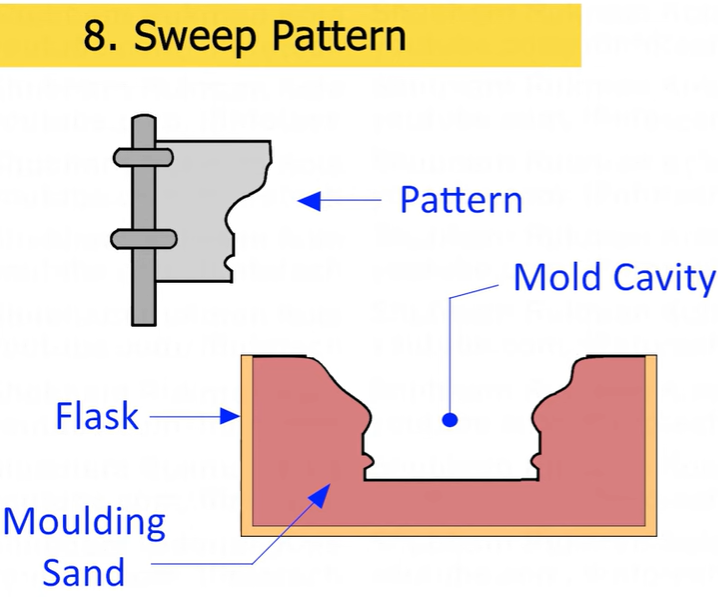 8. Sweep Pattern
Pattern
Mold Cavity
Flask
Moulding
Sand